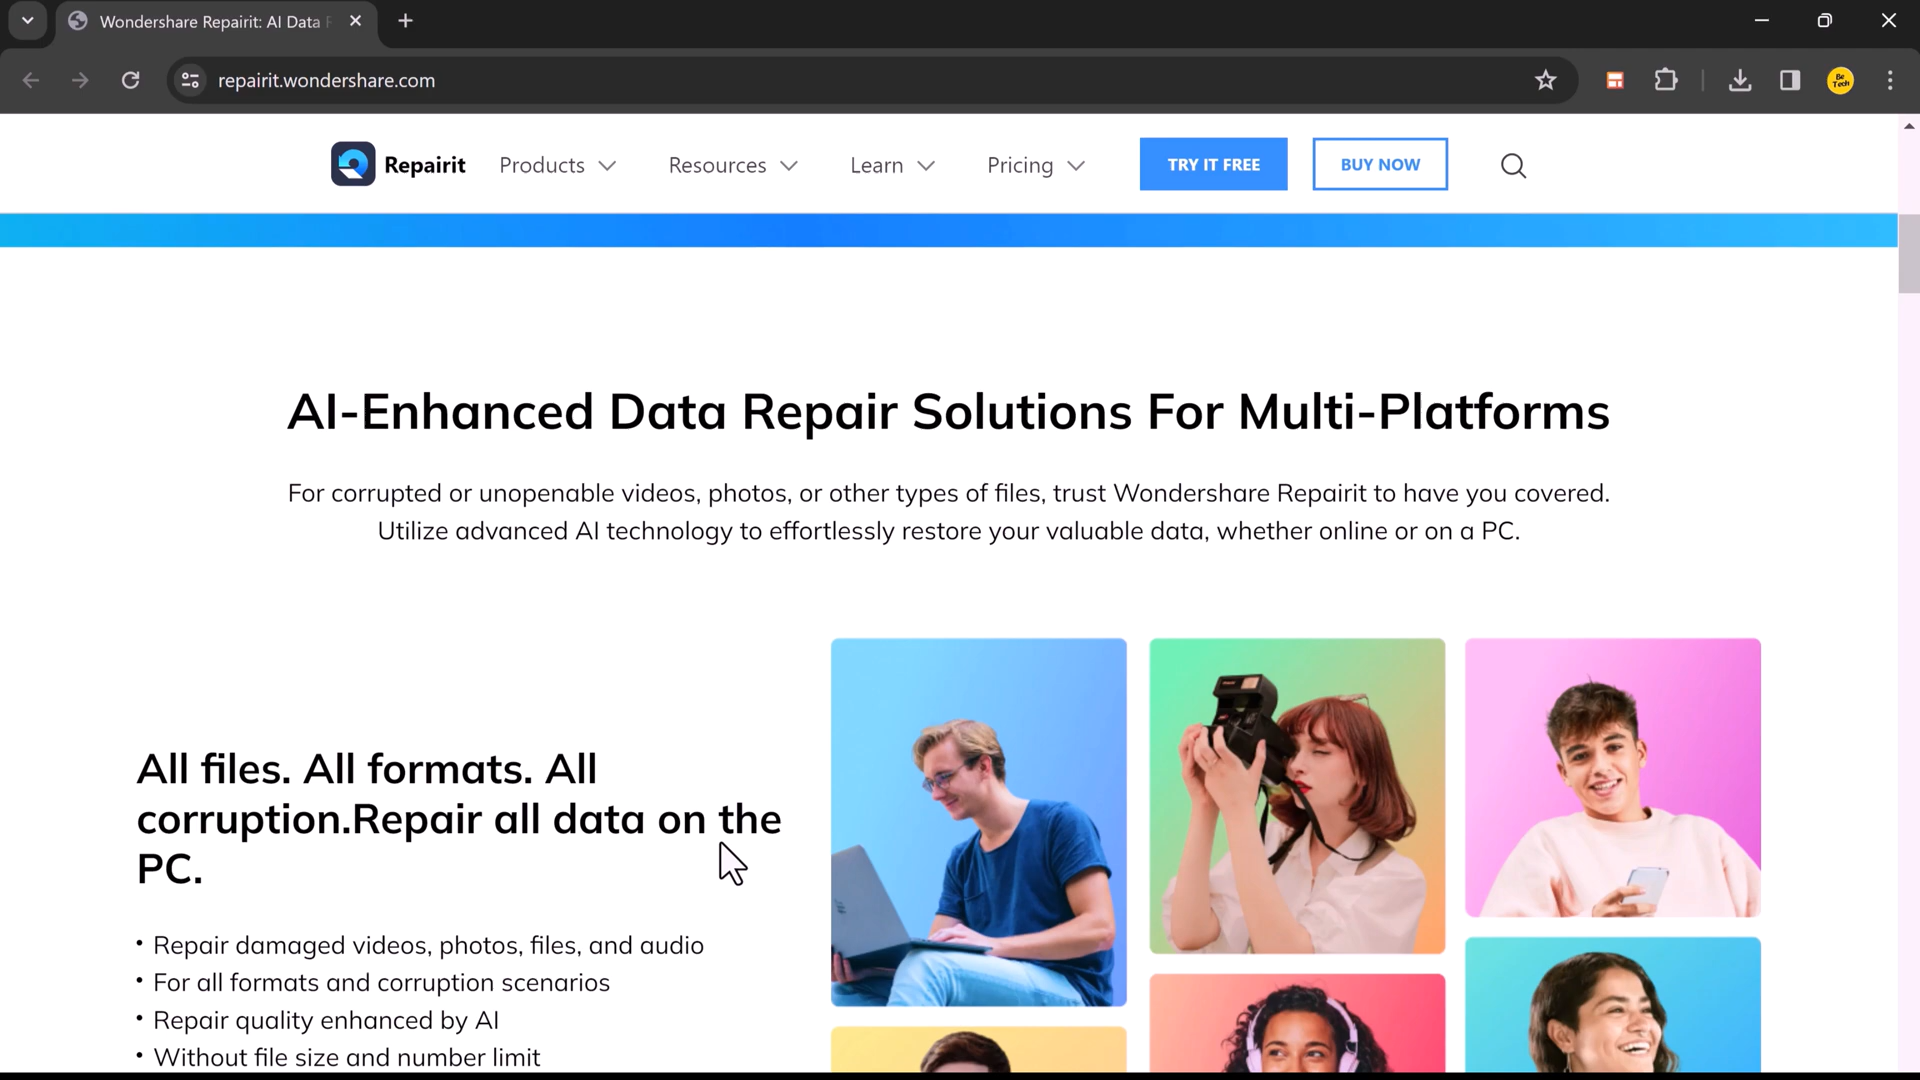 Wondershare Repairit: AI Data
repairit.wondershare.com
Be
Tech
Repairit
Products
Resources
Learn
Pricing
TRY IT FREE
BUY NOW
AI-Enhanced Data Repair Solutions For Multi-Platforms
For corrupted or unopenable videos, photos, or other types of files, trust Wondershare Repairit to have you covered.
Utilize advanced AI technology to effortlessly restore your valuable data, whether online or on a PC.
All files. All formats. All
corruption.Repair all data on the
PC.
• Repair damaged videos, photos, files, and audio
• For all formats and corruption scenarios
• Repair quality enhanced by AI
• Without file size and number limit